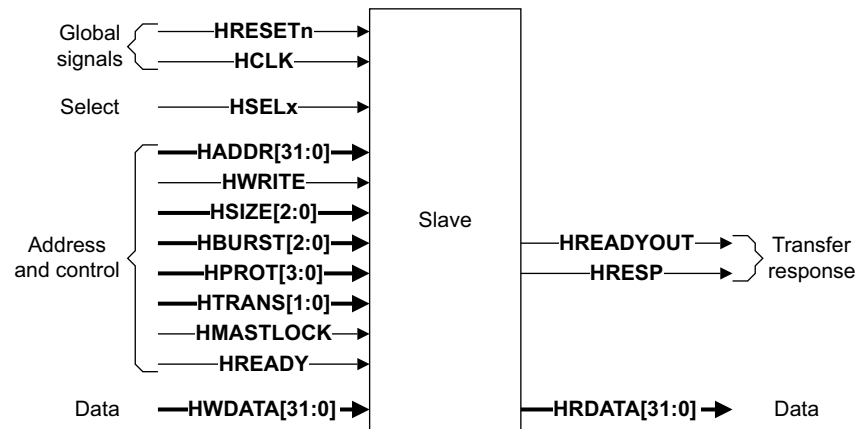 Global
signals
HRESETn
HCLK
Select
HSELx
Address
and control
HADDR[31:0]
HWRITE
HSIZE[2:0]
HBURST[2:0]
HPROT[3:0]
HTRANS[1:0]
HMASTLOCK
HREADY
Data
HWDATA[31:0]
Slave
HREADYOUT
HRESP
Transfer
response
HRDATA[31:0]
Data